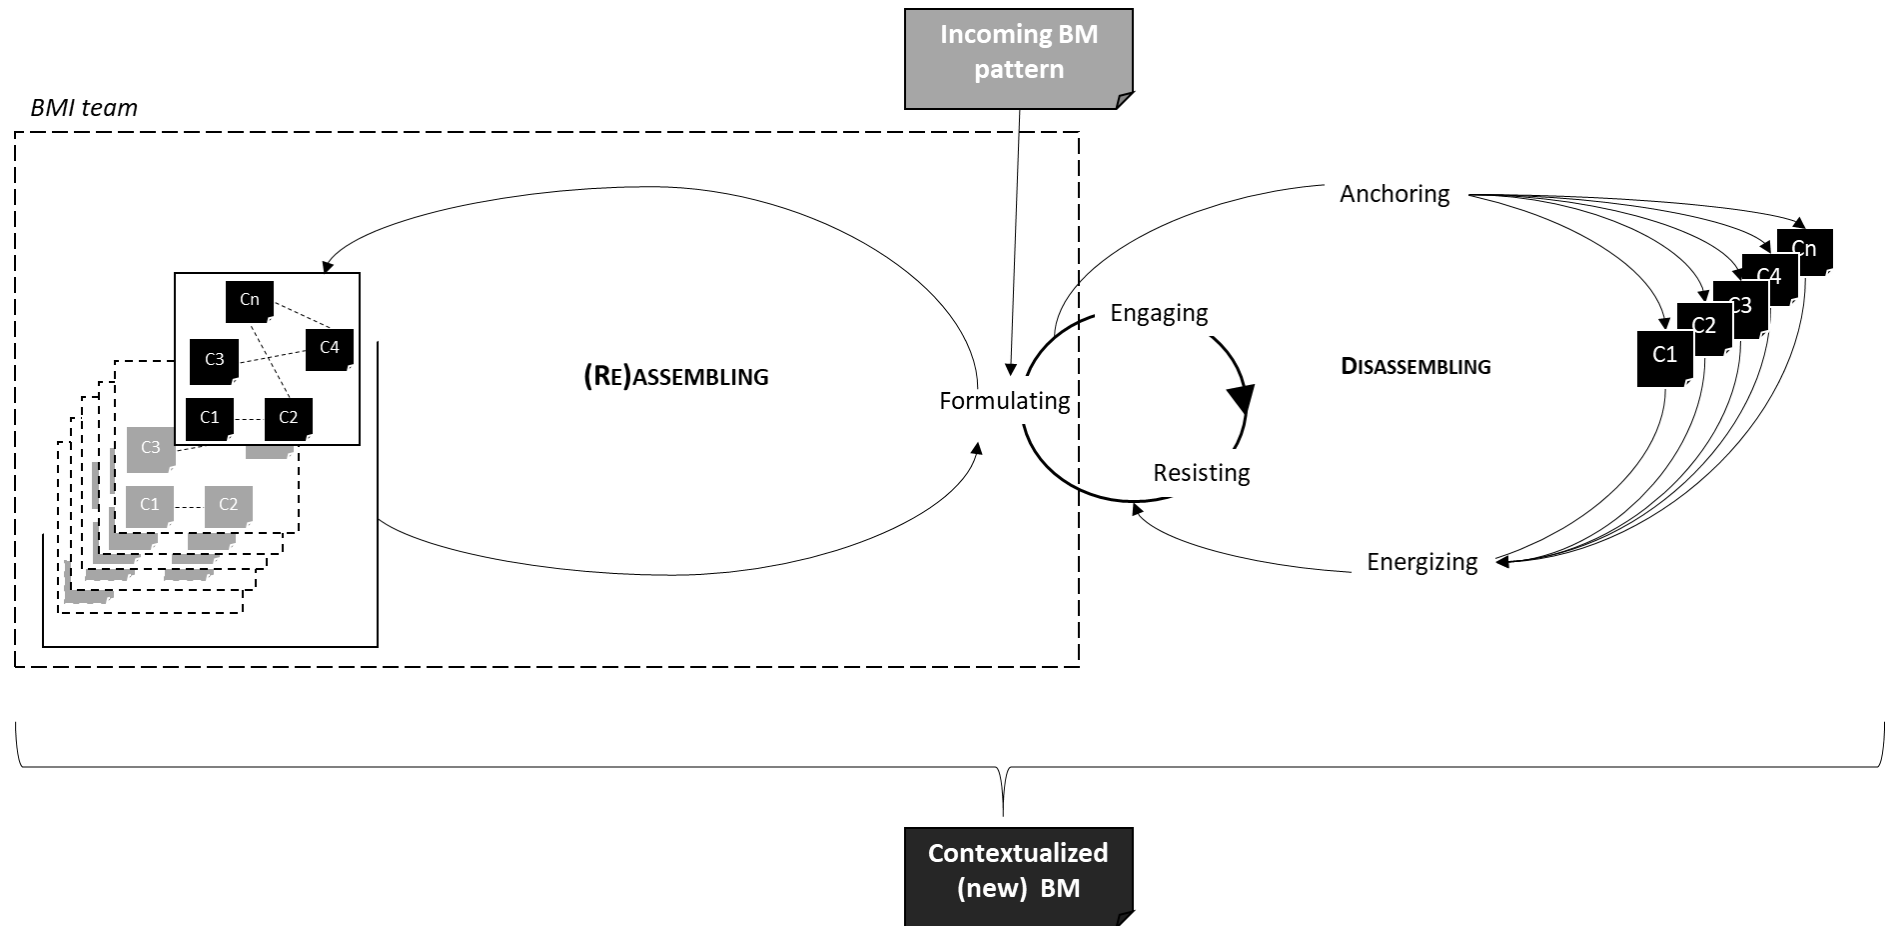 Incoming BM
pattern
BMI team
Anchoring
Cn
C4
C3
C2
C1
Engaging
Cn
C4
C3
C1
C2
(RE)ASSEMBLING
DISASSEMBLING
Formulating
C3
C1
C2
Resisting
Energizing
Contextualized
(new) BM